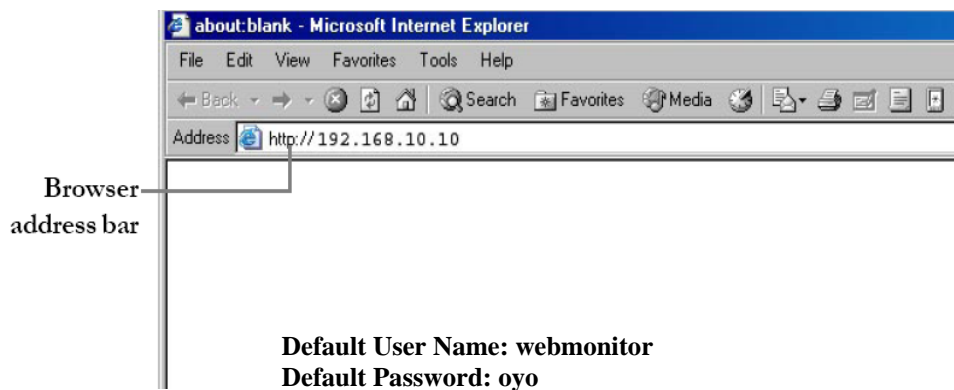 about:blank - Microsoft Internet Explorer
File Edit View Favorites Tools Help
Back Search Favorites Media
Address http://192.168.10.10
Browser
address bar
Default User Name: webmonitor
Default Password: oyo